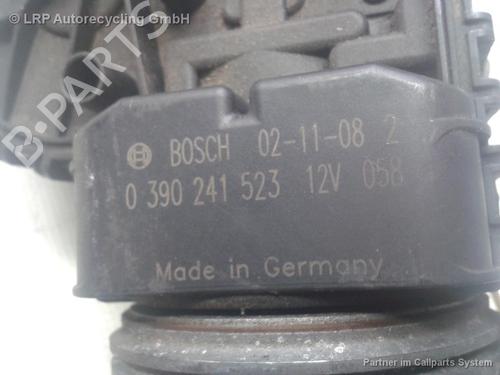 © LRP Autorecycling GmbH
BOSCH 02-11-08 2
0 390 241 523 12V 058
Made in Germany
Partner im Callparts System